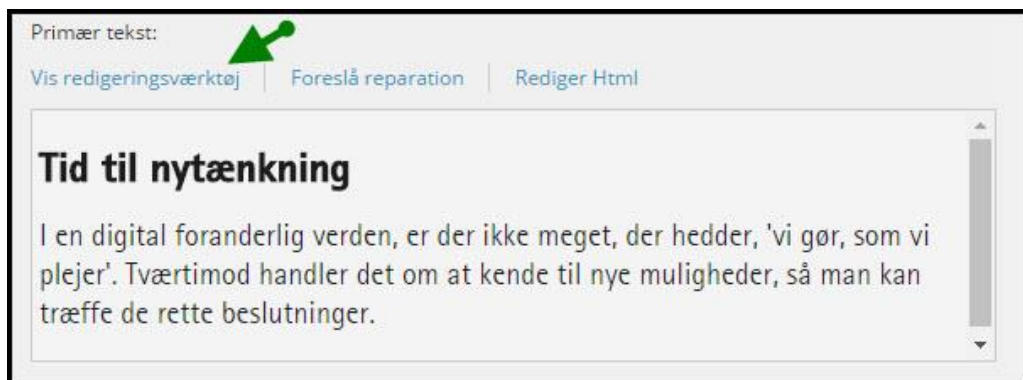 Primær tekst:
Vis redigeringsværktøj Foreslå reparation Rediger Html
Tid til nytænkning
I en digital foranderlig verden, er der ikke meget, der hedder, 'vi gør, som vi
plejer'. Tværtimod handler det om at kende til nye muligheder, så man kan
træffe de rette beslutninger.